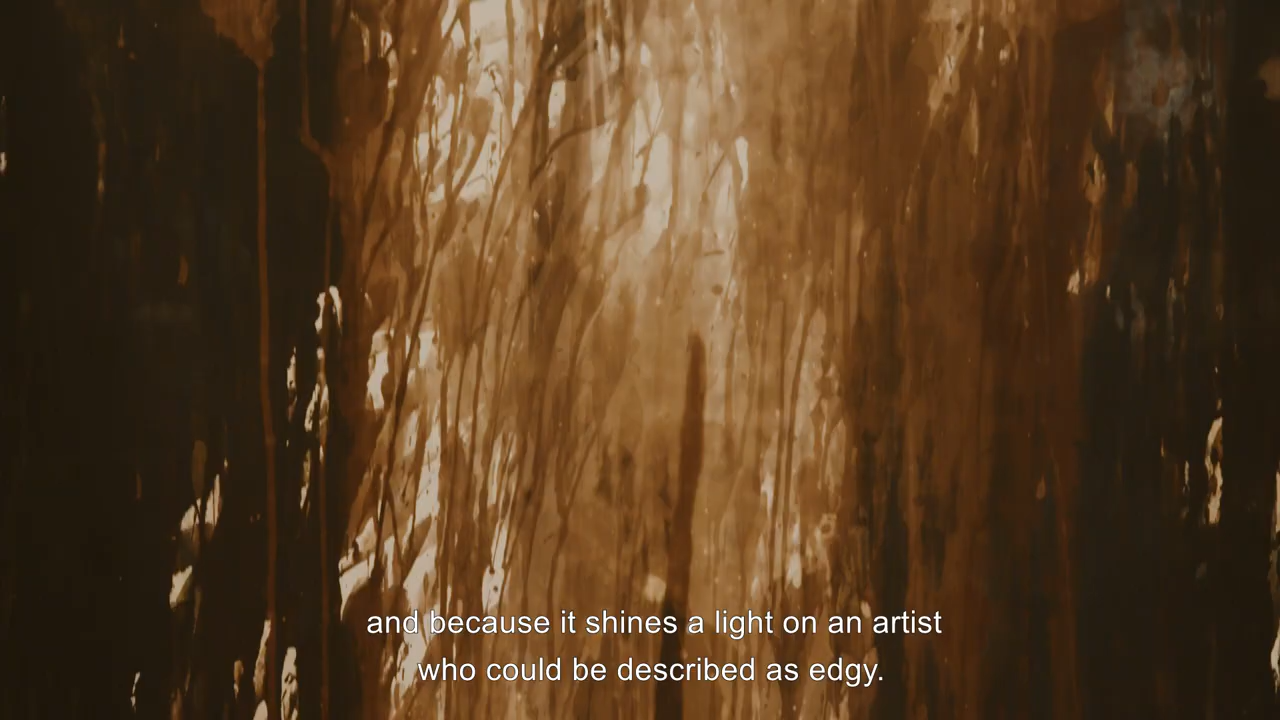 and because it shines a light on an artist
who could be described as edgy.